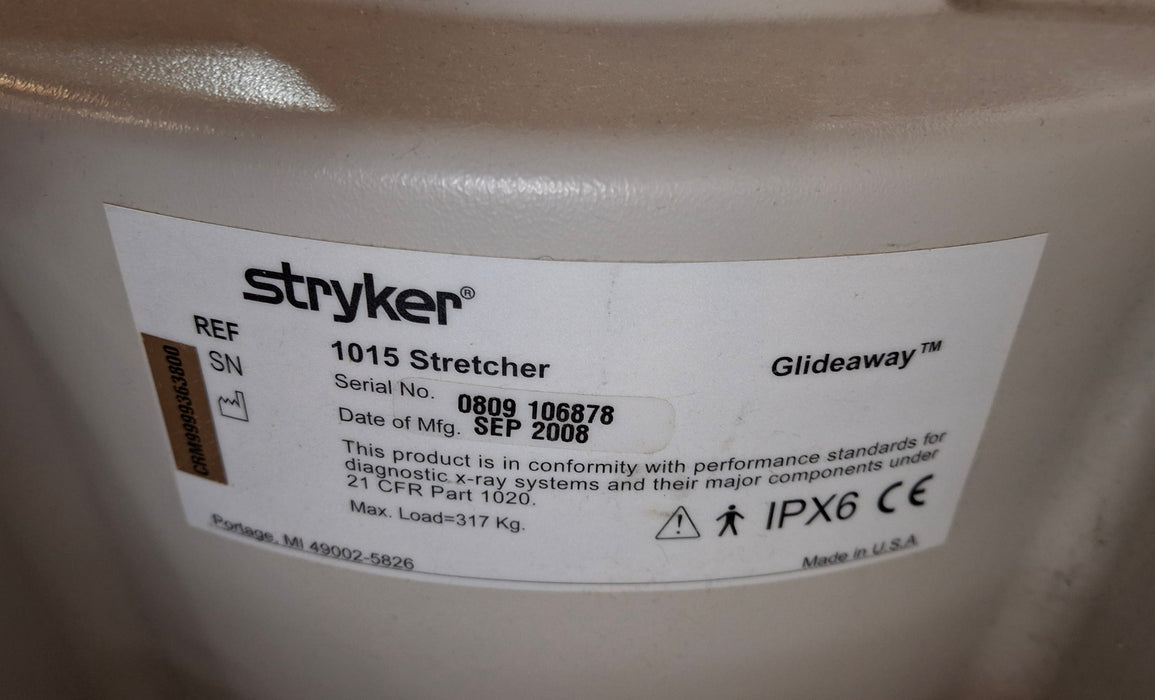 stryker®
REF
1015 Stretcher
Glideaway™
SN
Serial No. 0809 106878
Date of Mfg. SEP 2008
CRM9999363800
This product is in conformity with performance standards for
diagnostic x-ray systems and their major components under
21 CFR Part 1020.
Max. Load=317 Kg.
IPX6 CE
Portage, MI 49002-5826
Made in U.S.A.